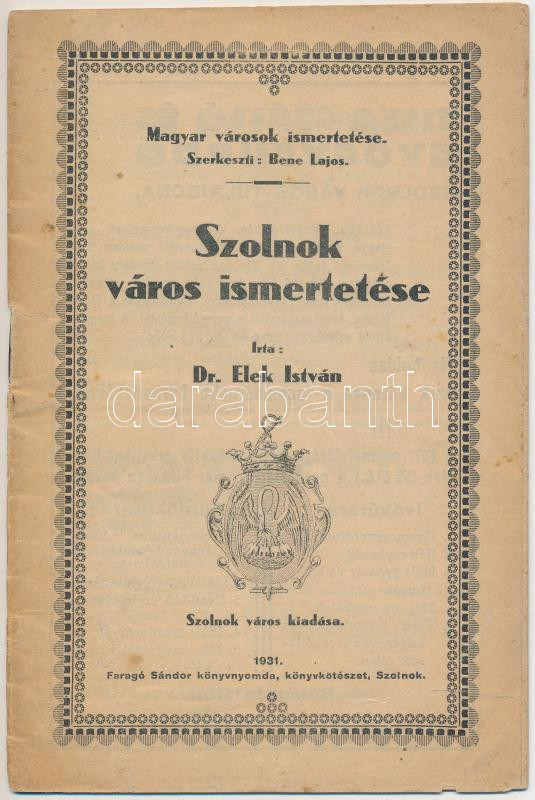 Magyar városok ismertetése.
Szerkeszti: Bene Lajos.
Szolnok
város ismertetése
Irta:
Dr. Elek István
darabanth
Szolnok város kiadása.
1931.
Faragó Sándor könyvnyomda, könyvkötészet, Szolnok.